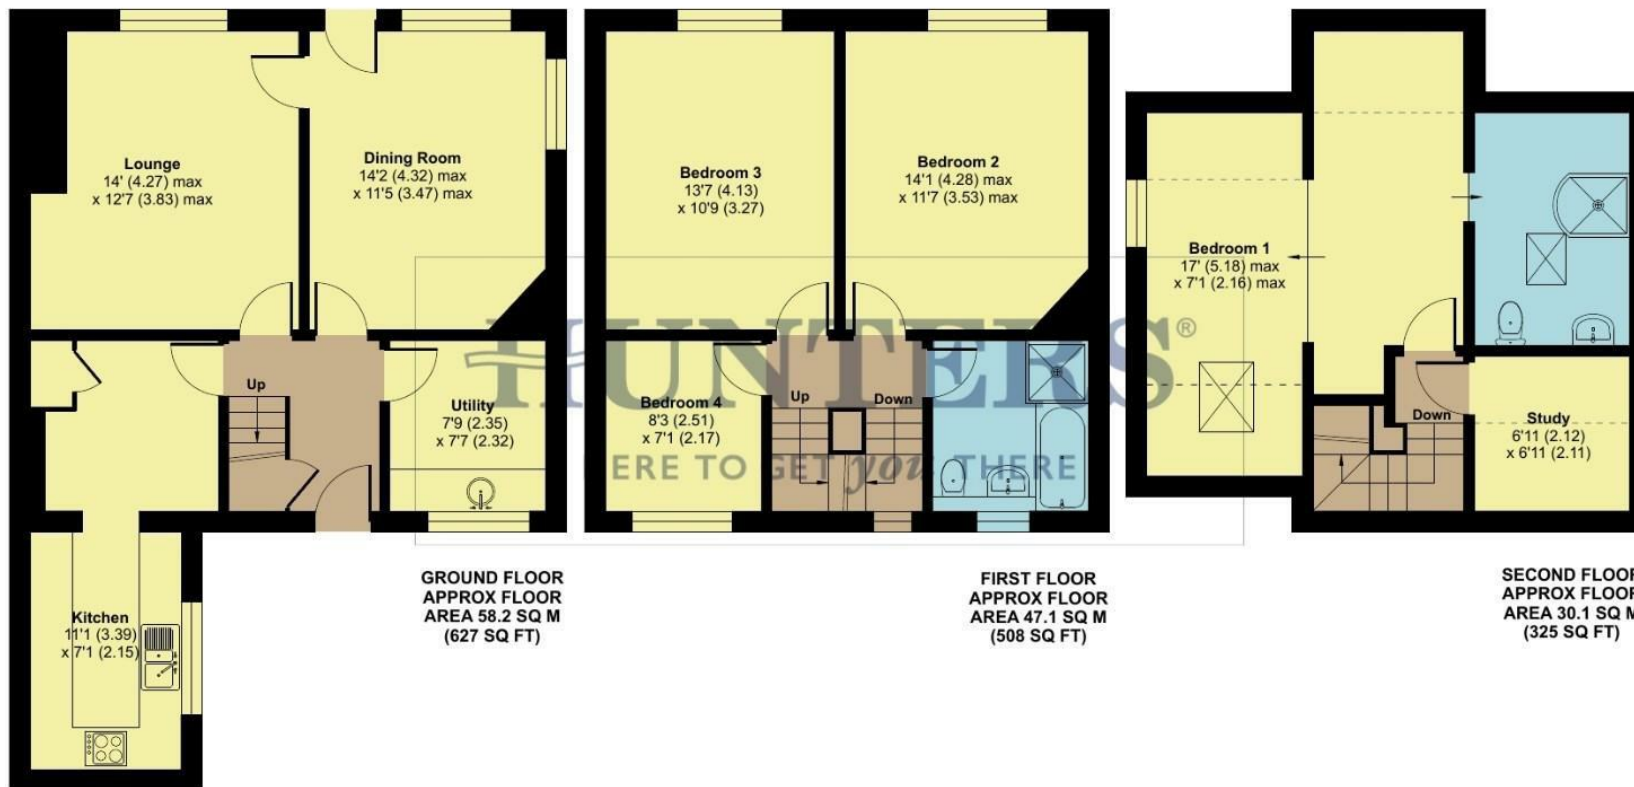 Lounge
14' (4.27) max
x 12'7 (3.83) max
Dining Room
14'2 (4.32) max
x 11'5 (3.47) max
Up
Utility
7'9 (2.35)
x 7'7 (2.32)
Kitchen
11'1 (3.39)
x 7'1 (2.15)
GROUND FLOOR
APPROX FLOOR
AREA 58.2 SQ M
(627 SQ FT)
Bedroom 3
13'7 (4.13)
x 10'9 (3.27)
Bedroom 2
14'1 (4.28) max
x 11'7 (3.53) max
Bedroom 4
8'3 (2.51)
x 7'1 (2.17)
Up
Down
FIRST FLOOR
APPROX FLOOR
AREA 47.1 SQ M
(508 SQ FT)
Bedroom 1
17' (5.18) max
x 7'1 (2.16) max
Down
Study
6'11 (2.12)
x 6'11 (2.11)
SECOND FLOOR
APPROX FLOOR
AREA 30.1 SQ M
(325 SQ FT)
HUNTERS®
HERE TO GET you THERE